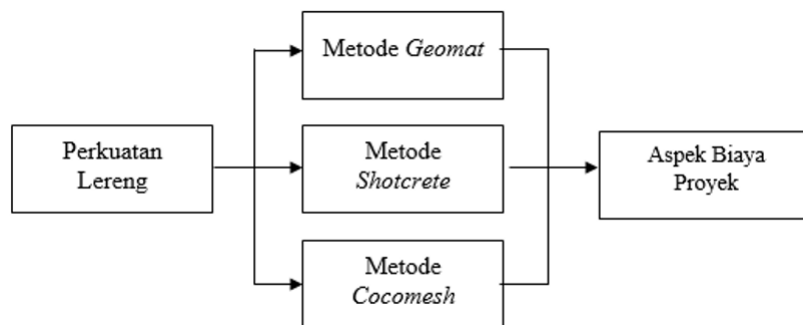 Perkuatan
Lereng
Metode Geomat
Metode
Shotcrete
Metode
Cocomesh
Aspek Biaya
Proyek